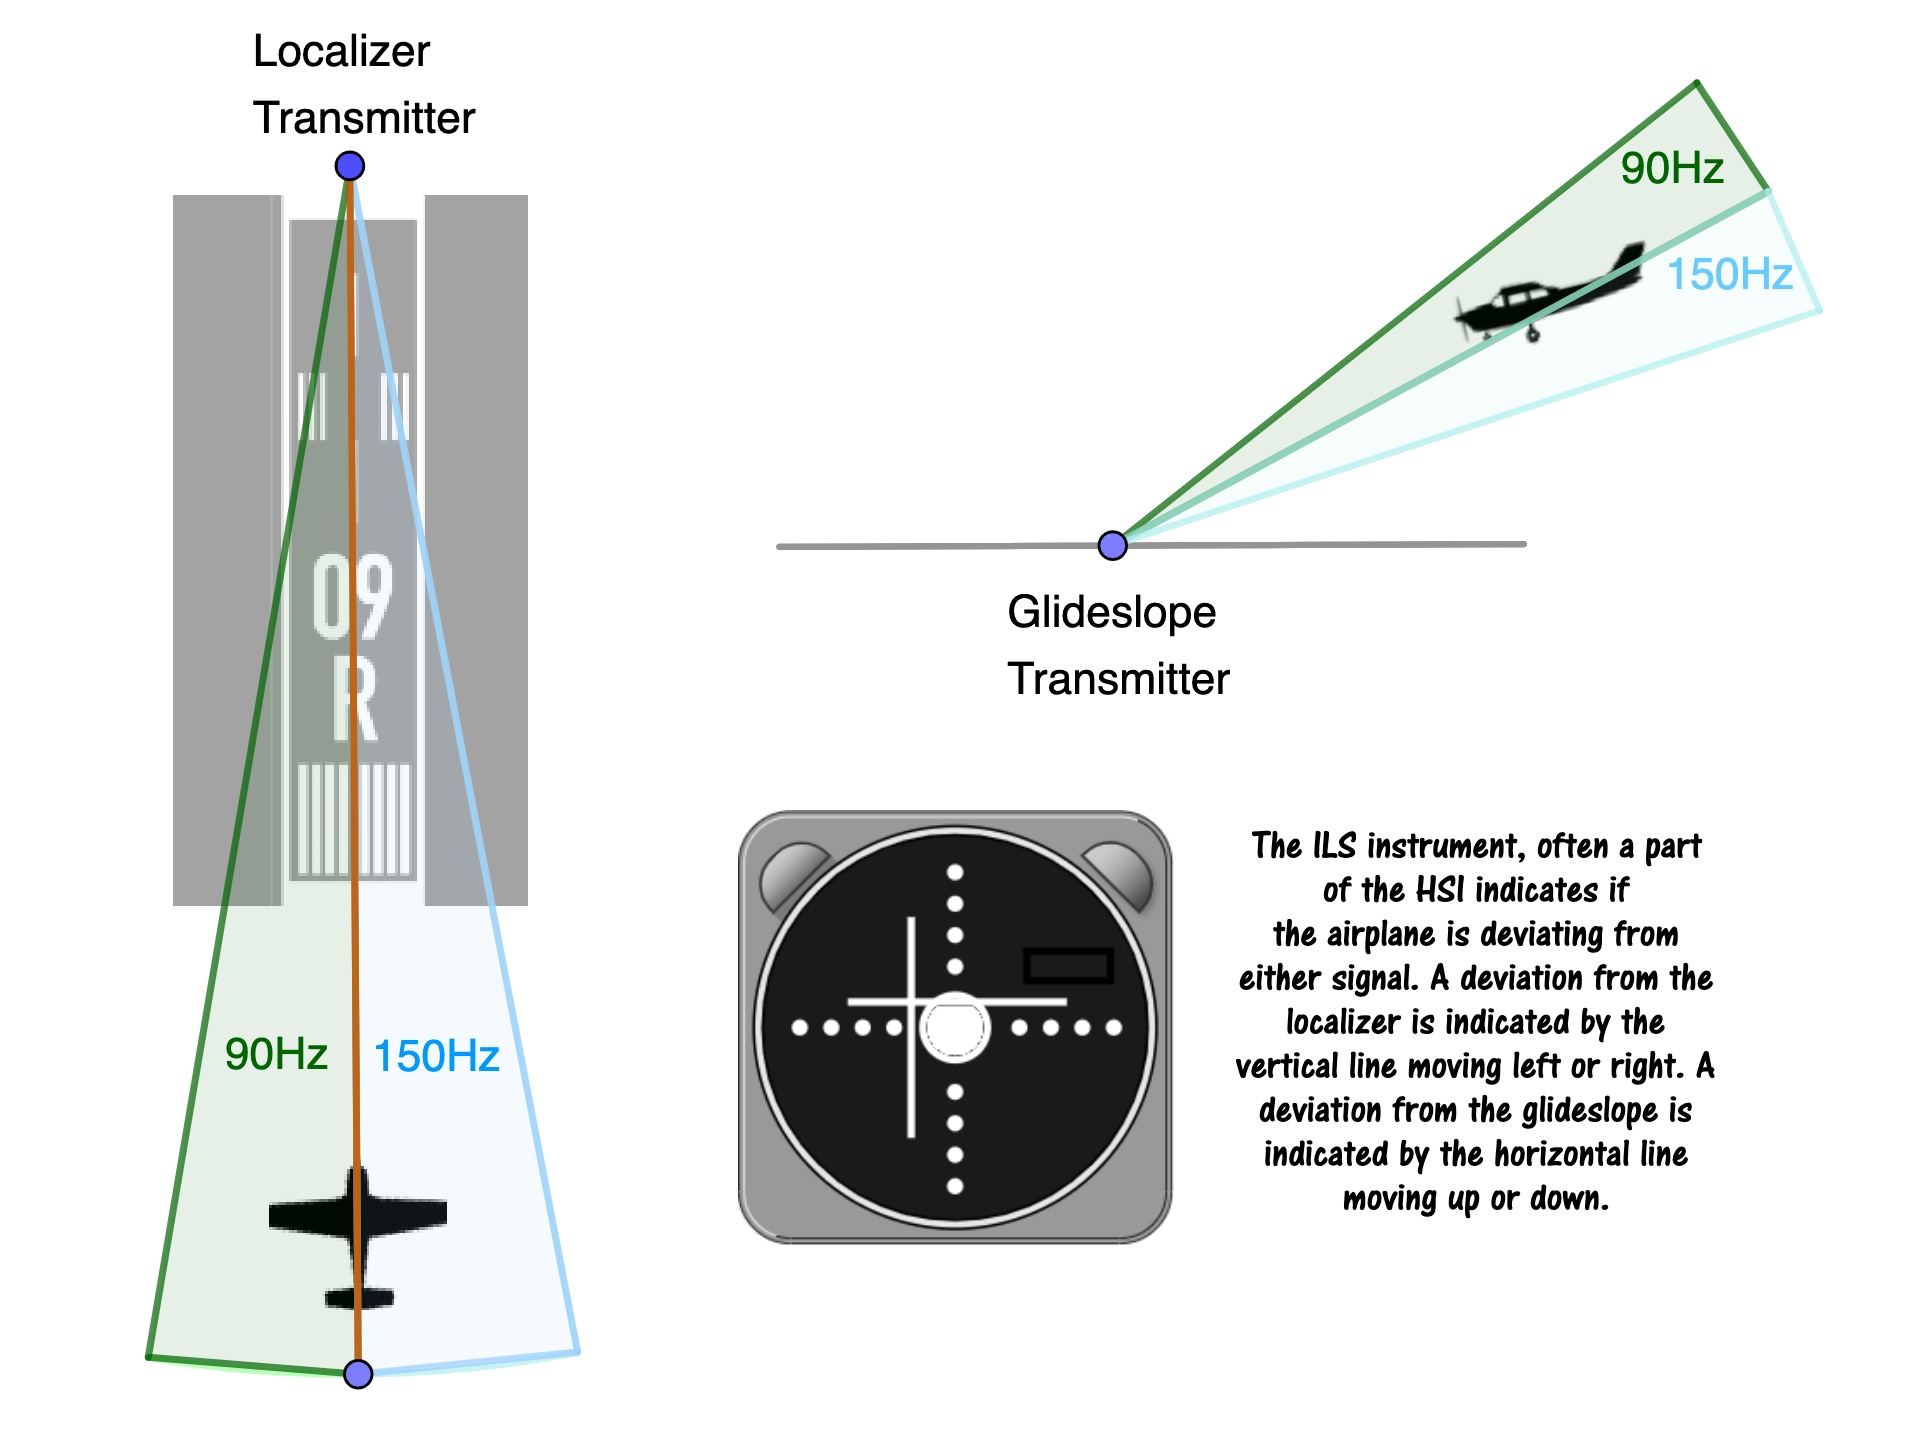 Localizer
Transmitter
09
R
90Hz
150Hz
90Hz
150Hz
Glideslope
Transmitter
The ILS instrument, often a part
of the HSI indicates if
the airplane is deviating from
either signal. A deviation from the
localizer is indicated by the
vertical line moving left or right. A
deviation from the glideslope is
indicated by the horizontal line
moving up or down.